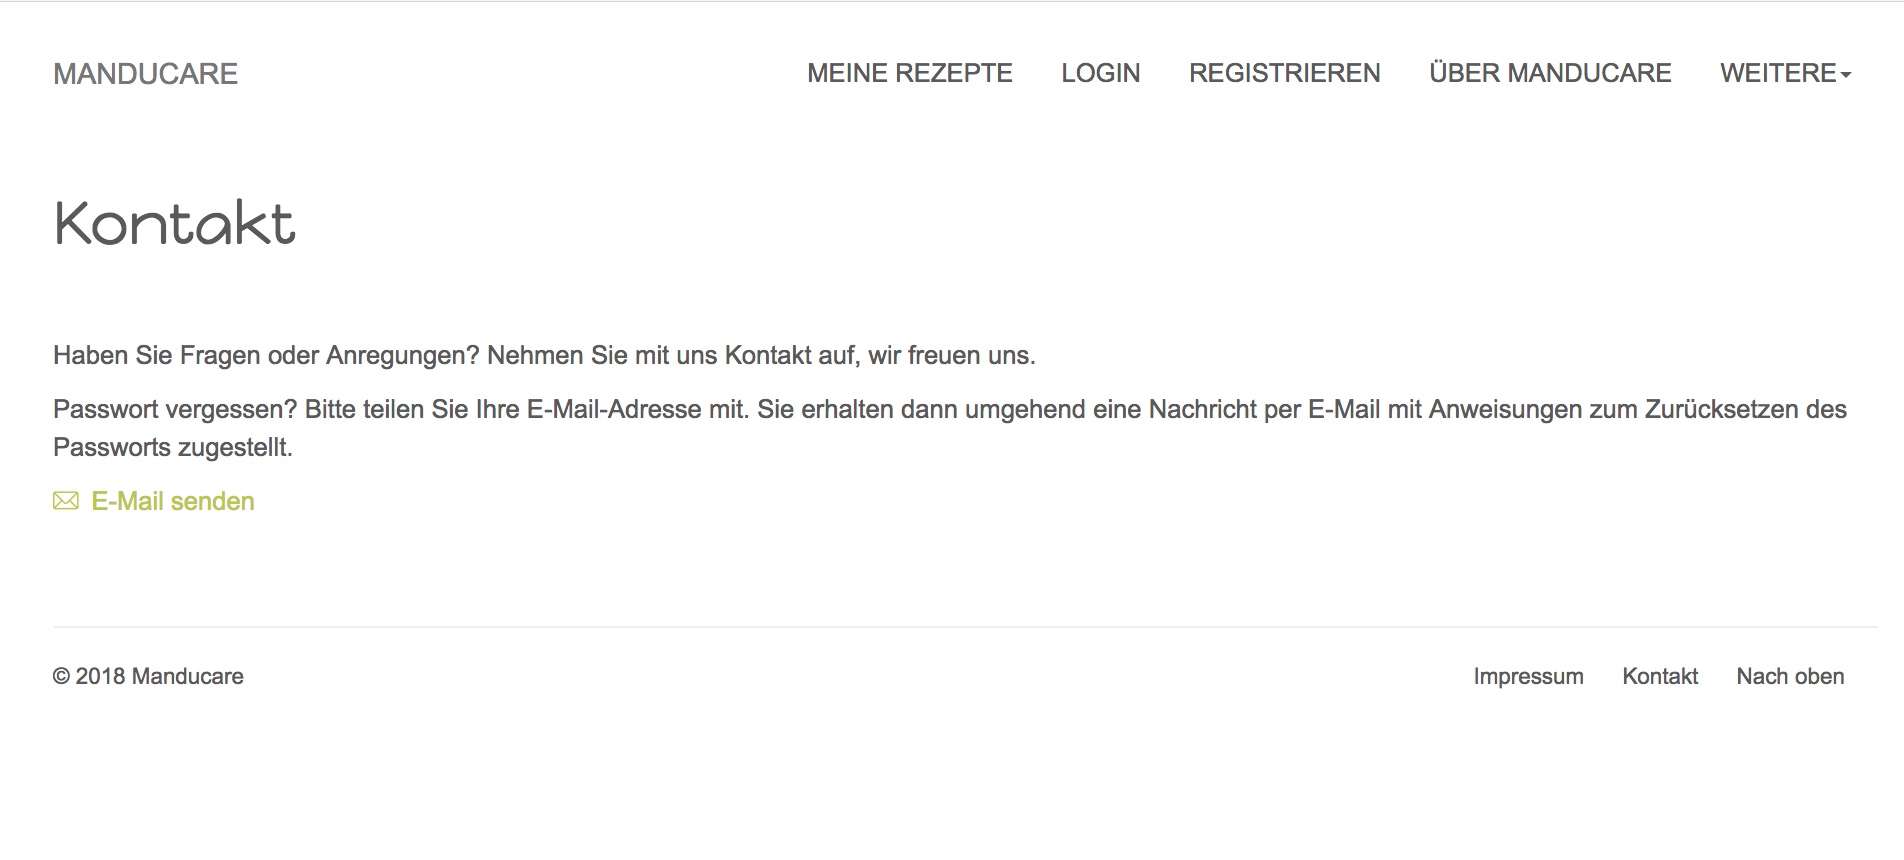 MANDUCARE
MEINE REZEPTE LOGIN REGISTRIEREN ÜBER MANDUCARE WEITERE
Kontakt
Haben Sie Fragen oder Anregungen? Nehmen Sie mit uns Kontakt auf, wir freuen uns.
Passwort vergessen? Bitte teilen Sie Ihre E-Mail-Adresse mit. Sie erhalten dann umgehend eine Nachricht per E-Mail mit Anweisungen zum Zurücksetzen des
Passworts zugestellt.
E-Mail senden
© 2018 Manducare
Impressum Kontakt Nach oben